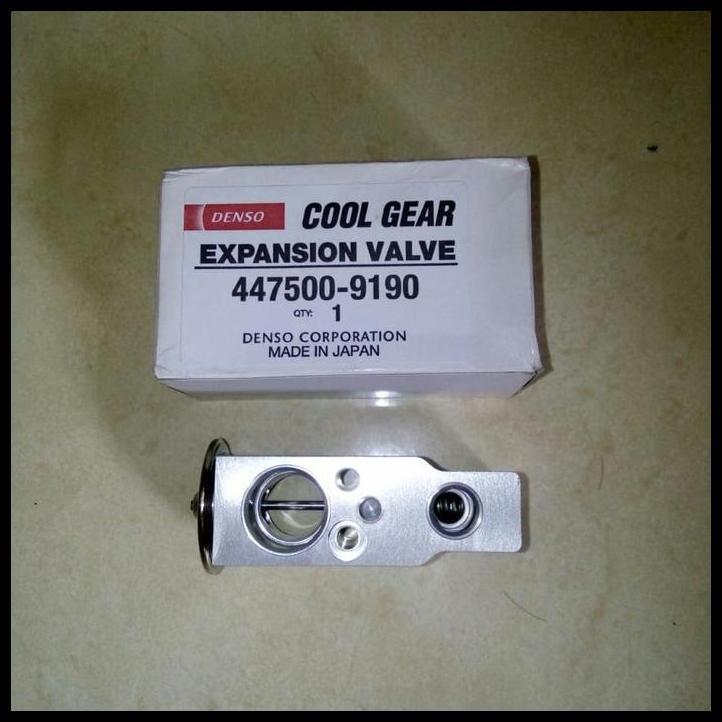 DENSO COOL GEAR
EXPANSION VALVE
447500-9190
QTY: 1
DENSO CORPORATION
MADE IN JAPAN